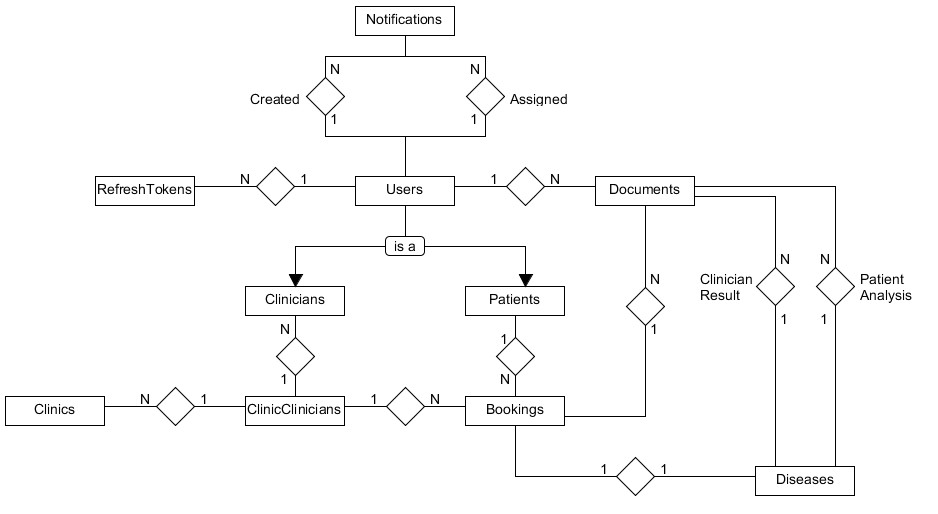 Notifications
N
N
Created
Assigned
1
1
RefreshTokens
N
1
Users
1
N
Documents
is a
Clinicians
Patients
N
1
Clinician
Result
N
1
N
1
Patient
Analysis
N
1
1
N
Clinics
N
1
ClinicClinicians
1
N
Bookings
1
1
Diseases